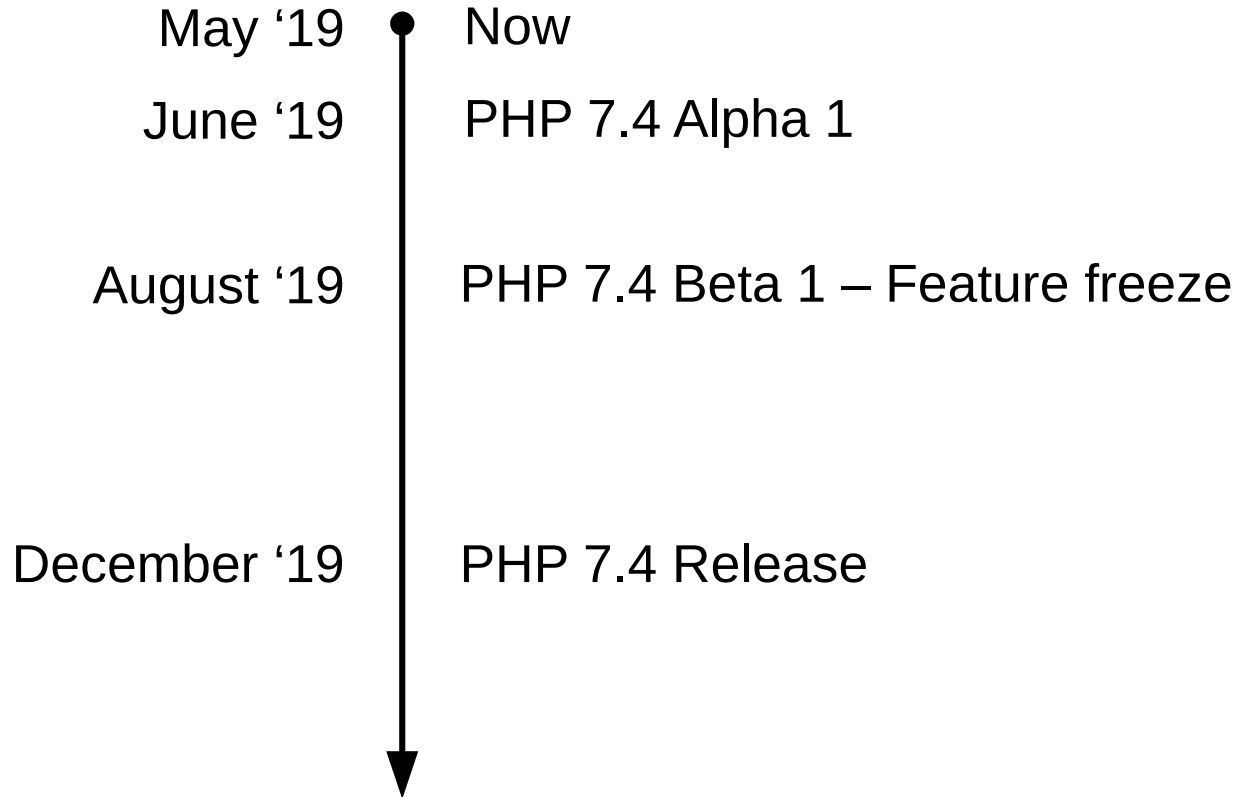 May ‘19 Now
June ‘19 PHP 7.4 Alpha 1
August ‘19 PHP 7.4 Beta 1 – Feature freeze
December ‘19 PHP 7.4 Release